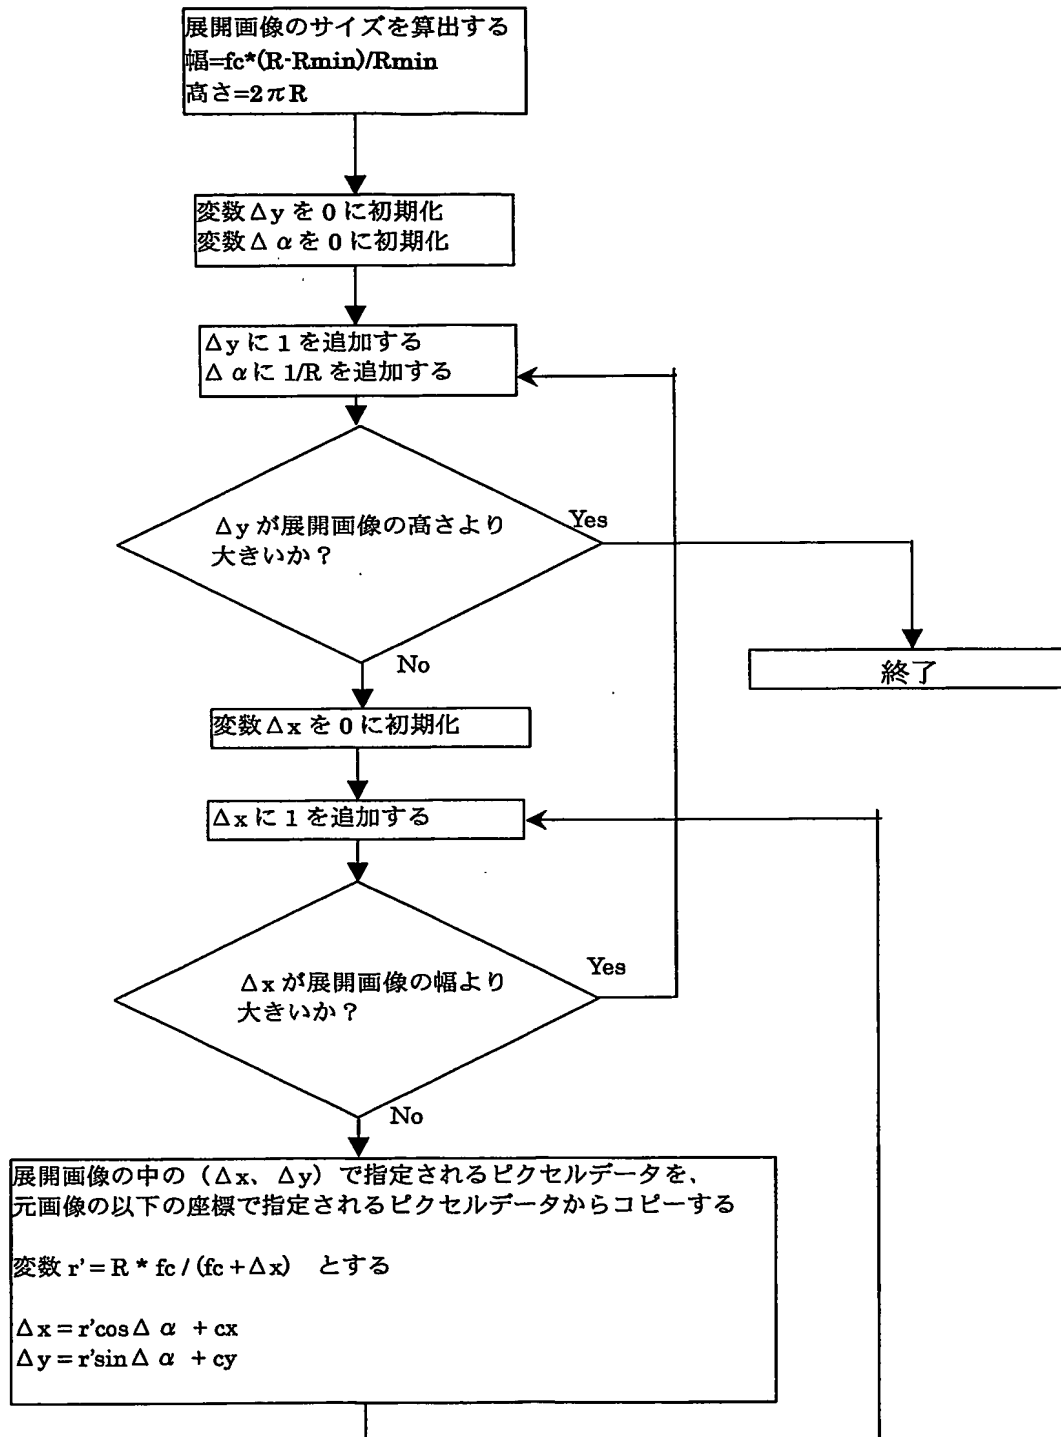 展開画像のサイズを算出する
幅=fc*(R-Rmin)/Rmin
高さ=2πR
変数Δyを0に初期化
変数Δαを0に初期化
Δyに1を追加する
Δαに1/Rを追加する
Δyが展開画像の高さより
大きいか？
Yes
No
終了
変数Δxを0に初期化
Δxに1を追加する
Δxが展開画像の幅より
大きいか？
Yes
No
展開画像の中の（Δx、Δy）で指定されるピクセルデータを、
元画像の以下の座標で指定されるピクセルデータからコピーする
変数r'=R * fc / (fc+Δx)　とする
Δx = r'cosΔα + cx
Δy = r'sinΔα + cy